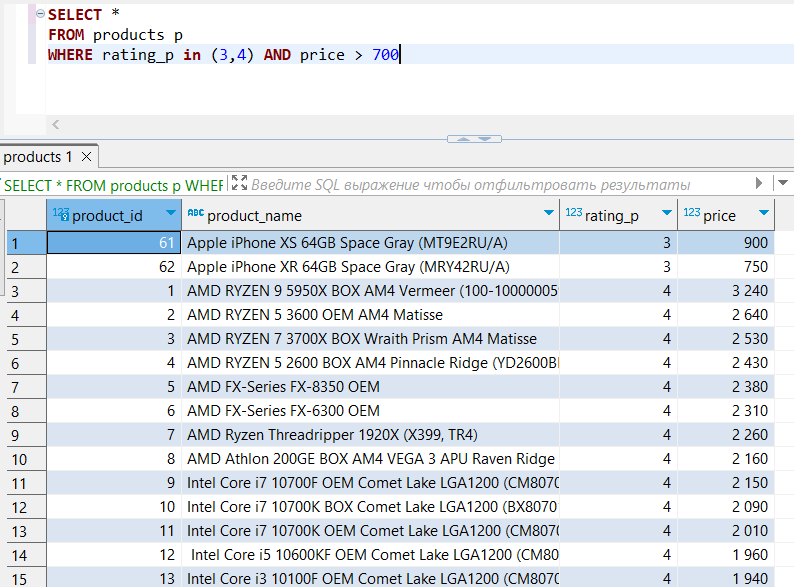 SELECT *
FROM products p
WHERE rating_p in (3,4) AND price > 700
products 1
SELECT * FROM products p WHEF Введите SQL выражение чтобы отфильтровать результаты
123 product_id ABC product_name 123 rating_p 123 price
1 61 Apple iPhone XS 64GB Space Gray (MT9E2RU/A) 3 900
2 62 Apple iPhone XR 64GB Space Gray (MRY42RU/A) 3 750
3 1 AMD RYZEN 9 5950X BOX AM4 Vermeer (100-10000005 4 3 240
4 2 AMD RYZEN 5 3600 OEM AM4 Matisse 4 2 640
5 3 AMD RYZEN 7 3700X BOX Wraith Prism AM4 Matisse 4 2 530
6 4 AMD RYZEN 5 2600 BOX AM4 Pinnacle Ridge (YD2600B 4 2 430
7 5 AMD FX-Series FX-8350 OEM 4 2 380
8 6 AMD FX-Series FX-6300 OEM 4 2 310
9 7 AMD Ryzen Threadripper 1920X (X399, TR4) 4 2 260
10 8 AMD Athlon 200GE BOX AM4 VEGA 3 APU Raven Ridge 4 2 160
11 9 Intel Core i7 10700F OEM Comet Lake LGA1200 (CM8070 4 2 150
12 10 Intel Core i7 10700K BOX Comet Lake LGA1200 (BX8070 4 2 090
13 11 Intel Core i7 10700K OEM Comet Lake LGA1200 (CM8070 4 2 010
14 12 Intel Core i5 10600KF OEM Comet Lake LGA1200 (CM80 4 1 960
15 13 Intel Core i3 10100F OEM Comet Lake LGA1200 (CM8070 4 1 940